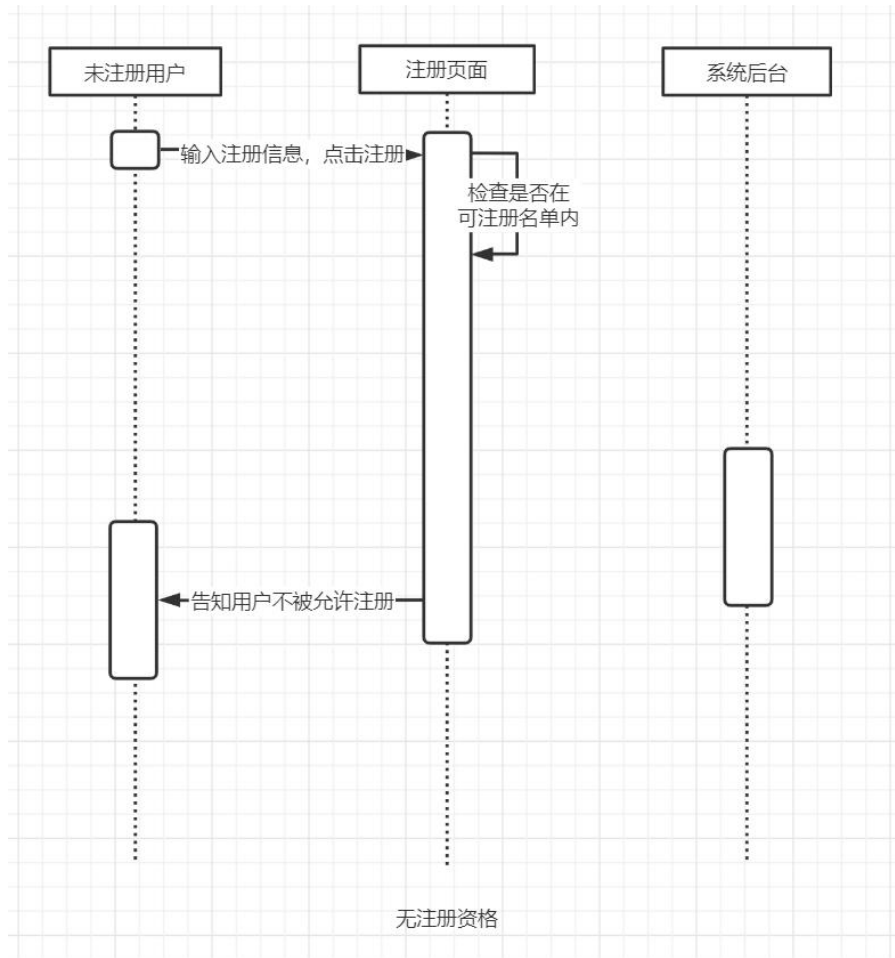 未注册用户
注册页面
系统后台
输入注册信息，点击注册
检查是否在
可注册名单内
告知用户不被允许注册
无注册资格